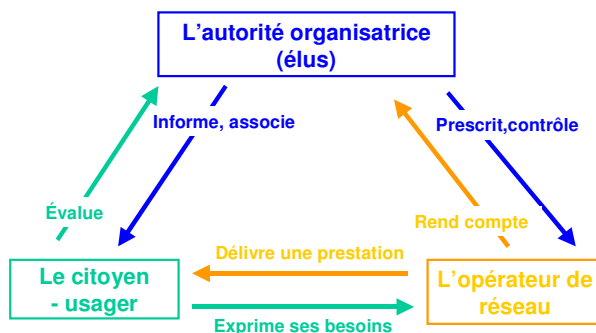 L'autorité organisatrice
(élus)
Informe, associe
Prescrit,contrôle
Évalue
Rend compte
Délivre une prestation
Le citoyen
- usager
L'opérateur de
réseau
Exprime ses besoins